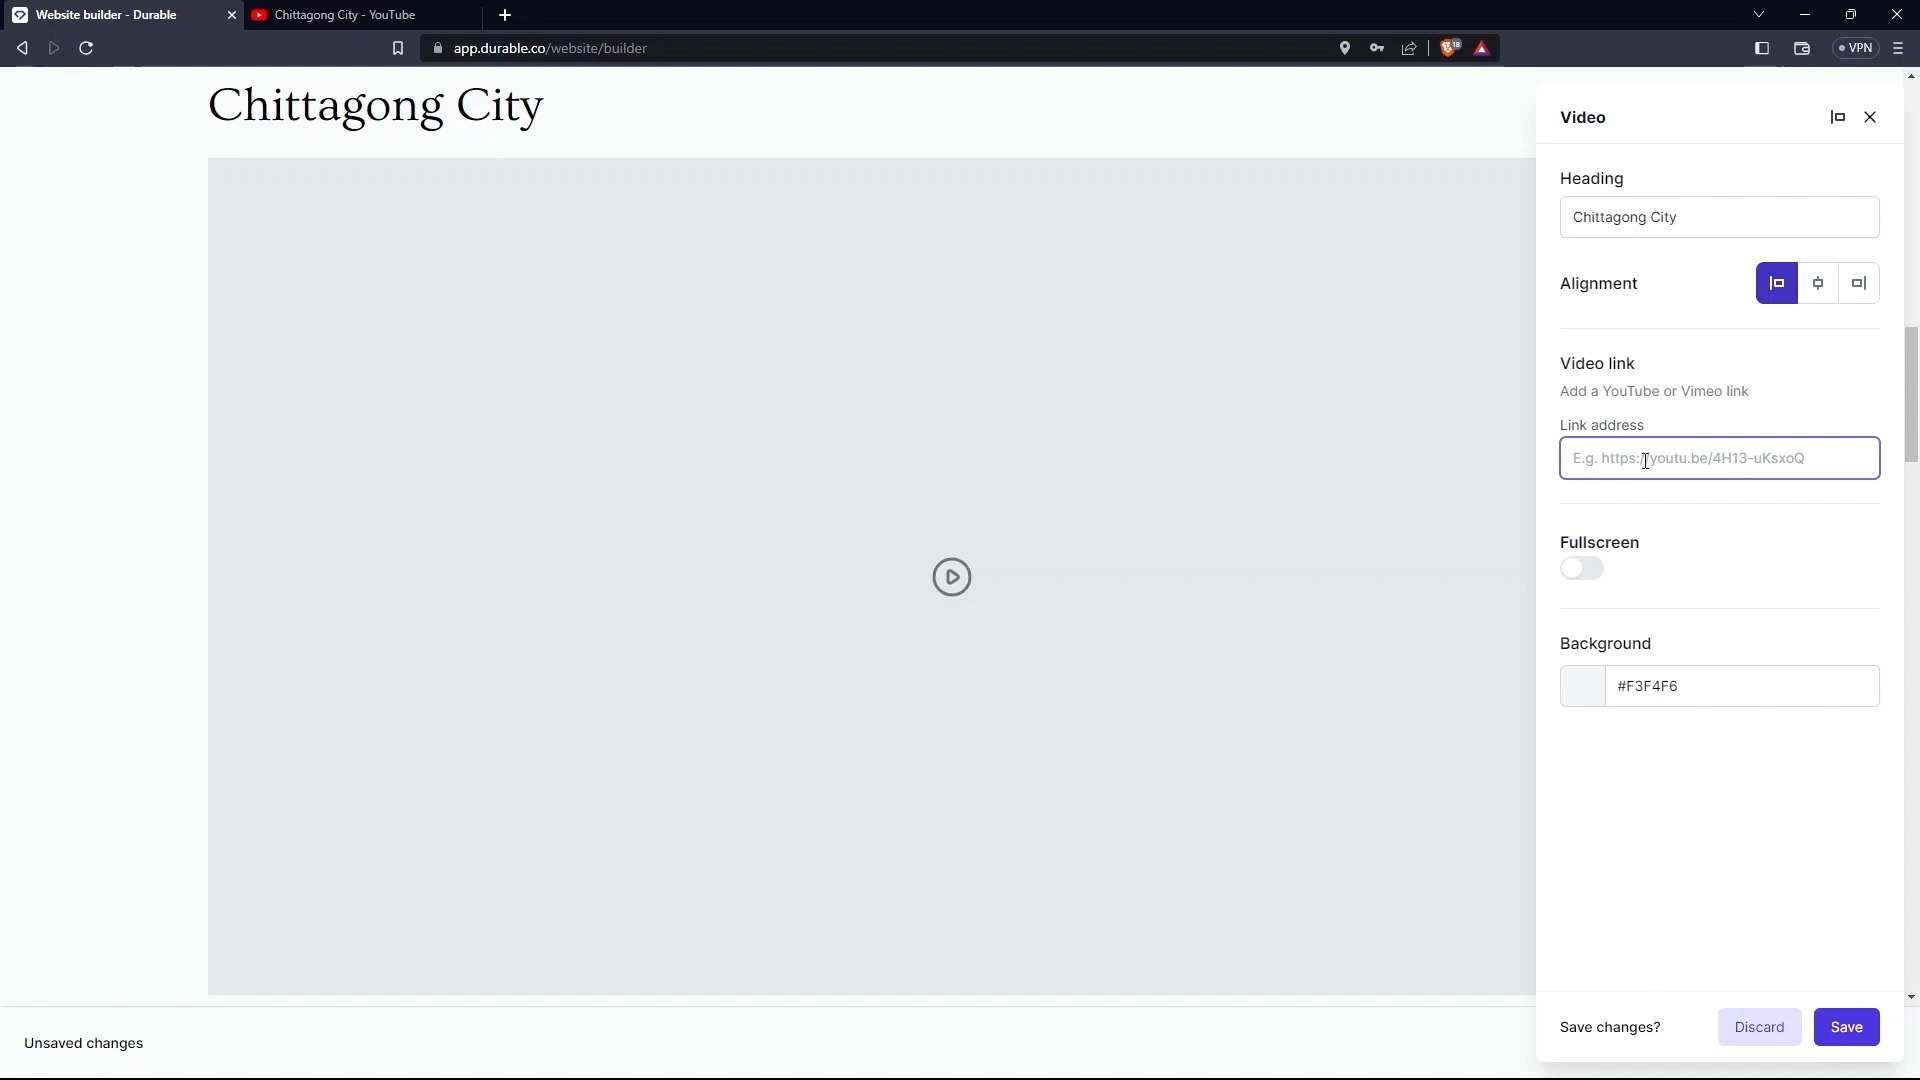 Website builder - Durable
Chittagong City - YouTube
app.durable.co/website/builder
18
VPN
Chittagong City
Video
Heading
Chittagong City
Alignment
Video link
Add a YouTube or Vimeo link
Link address
E.g. https://youtu.be/4H13-uKsxoQ
Fullscreen
Background
#F3F4F6
Save changes?
Discard
Save
Unsaved changes